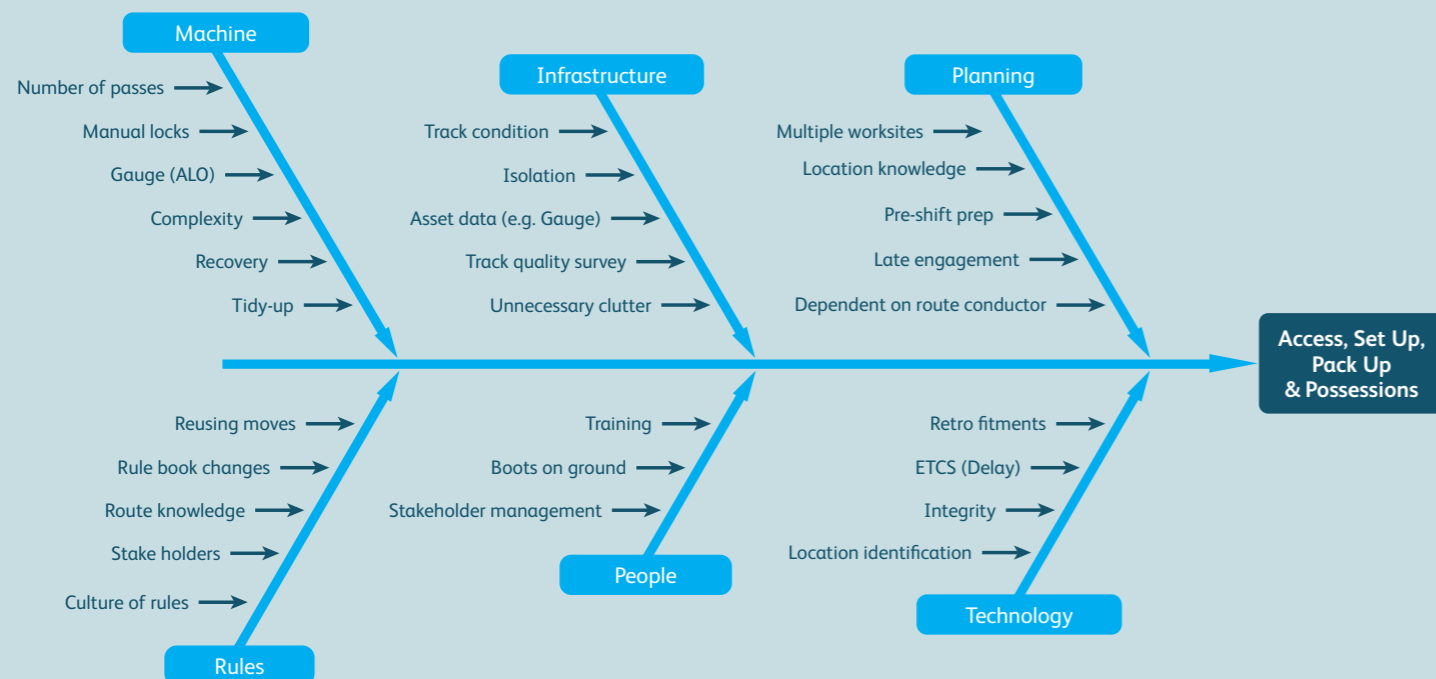 Machine
Number of passes
Manual locks
Gauge (ALO)
Complexity
Recovery
Tidy-up
Infrastructure
Track condition
Isolation
Asset data (e.g. Gauge)
Track quality survey
Unnecessary clutter
Planning
Multiple worksites
Location knowledge
Pre-shift prep
Late engagement
Dependent on route conductor
Access, Set Up,
Pack Up
& Possessions
Reusing moves
Rule book changes
Route knowledge
Stake holders
Culture of rules
Rules
Training
Boots on ground
Stakeholder management
People
Retro fitments
ETCS (Delay)
Integrity
Location identification
Technology